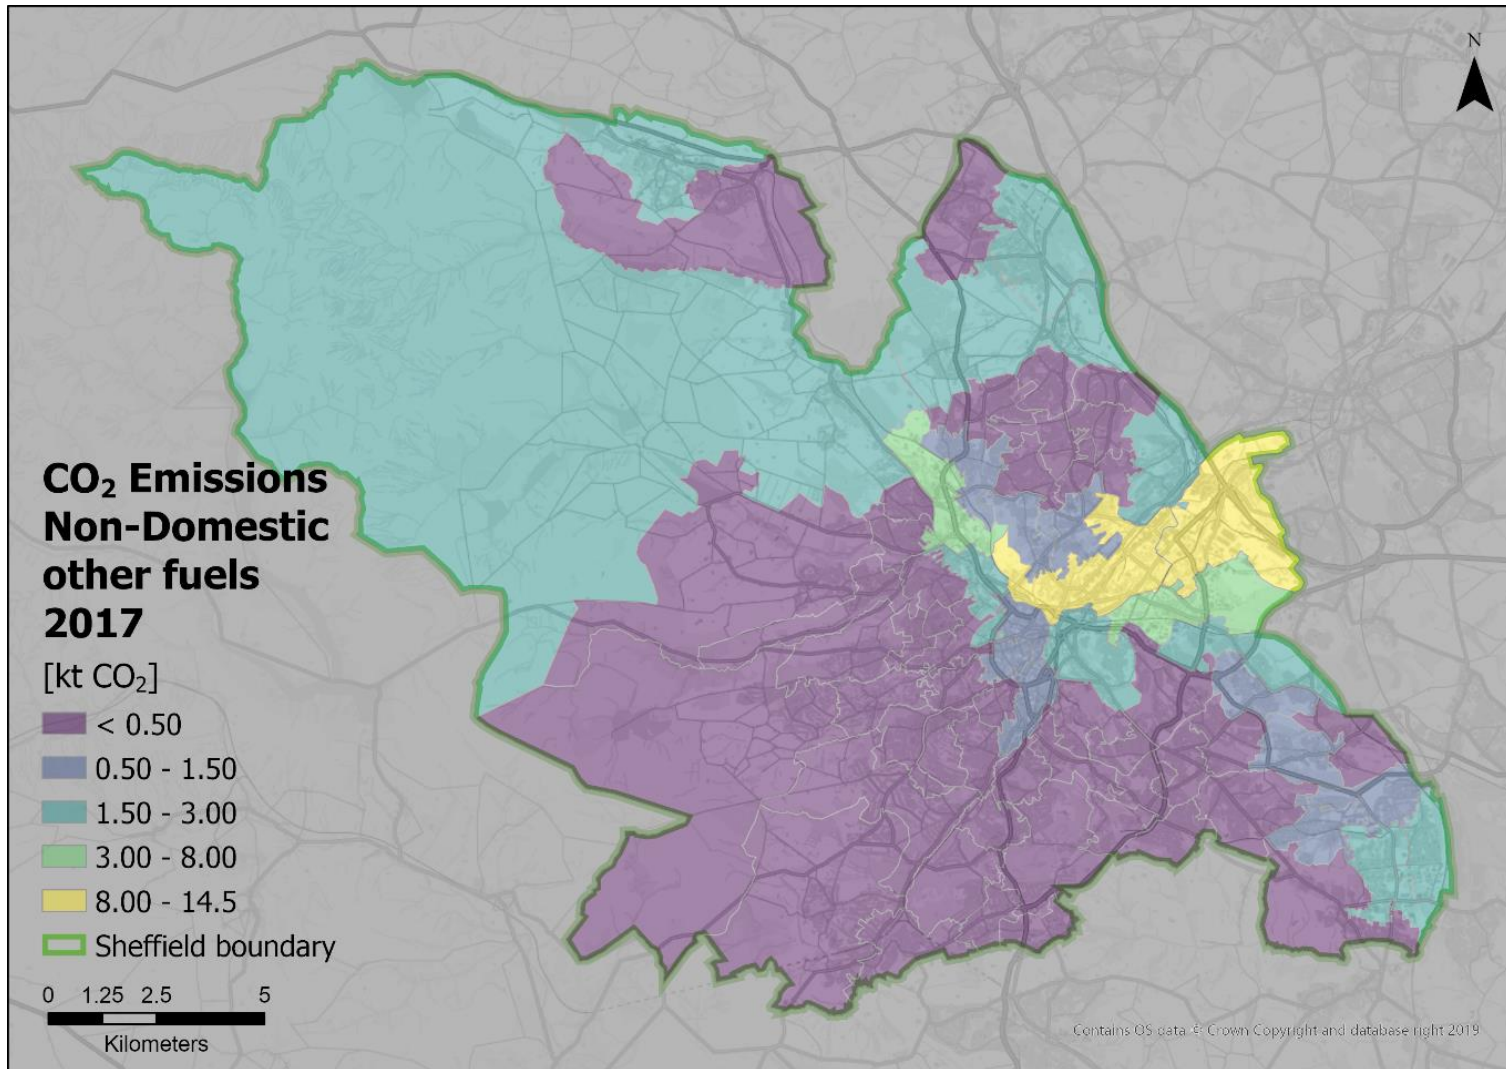 N
CO₂ Emissions
Non-Domestic
other fuels
2017
[kt CO₂]
< 0.50
0.50 - 1.50
1.50 - 3.00
3.00 - 8.00
8.00 - 14.5
Sheffield boundary
0 1.25 2.5 5
Kilometers
Contains OS data © Crown Copyright and database right 2019